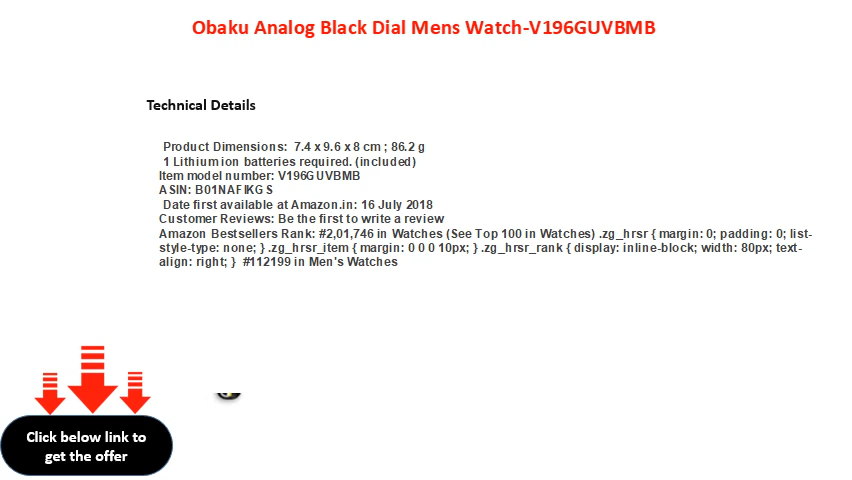 Obaku Analog Black Dial Mens Watch-V196GUVBMB
Technical Details
Product Dimensions: 7.4 x 9.6 x 8 cm ; 86.2 g
1 Lithium ion batteries required. (included)
Item model number: V196GUVBMB
ASIN: B01NAFIKGS
Date first available at Amazon.in: 16 July 2018
Customer Reviews: Be the first to write a review
Amazon Bestsellers Rank: #2,01,746 in Watches (See Top 100 in Watches) .zg_hrsr { margin: 0; padding: 0; list-
style-type: none; } .zg_hrsr_item { margin: 0 0 0 10px; } .zg_hrsr_rank { display: inline-block; width: 80px; text-
align: right; } #112199 in Men's Watches
Click below link to
get the offer